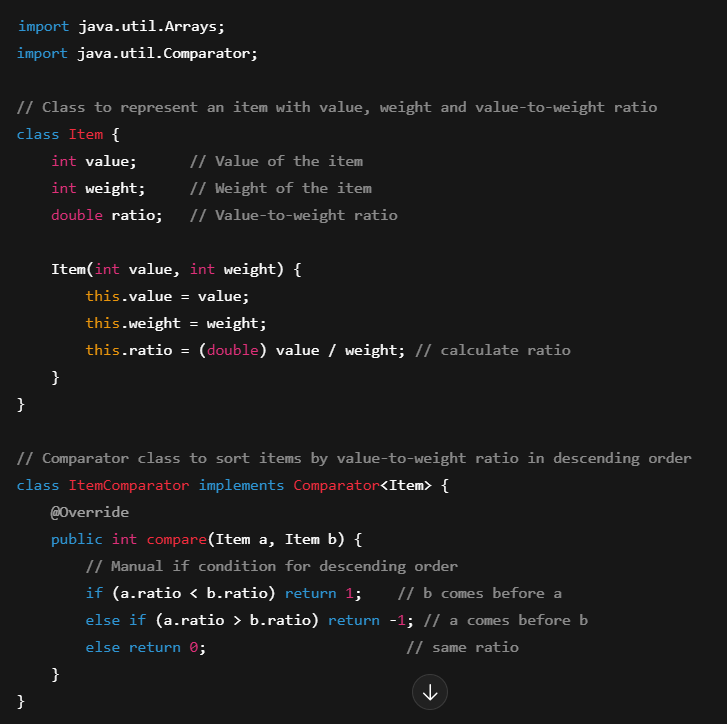 import java.util.Arrays;
import java.util.Comparator;

// Class to represent an item with value, weight and value-to-weight ratio
class Item {
    int value;      // Value of the item
    int weight;     // Weight of the item
    double ratio;   // Value-to-weight ratio

    Item(int value, int weight) {
        this.value = value;
        this.weight = weight;
        this.ratio = (double) value / weight; // calculate ratio
    }
}

// Comparator class to sort items by value-to-weight ratio in descending order
class ItemComparator implements Comparator<Item> {
    @Override
    public int compare(Item a, Item b) {
        // Manual if condition for descending order
        if (a.ratio < b.ratio) return 1;    // b comes before a
        else if (a.ratio > b.ratio) return -1; // a comes before b
        else return 0;                       // same ratio
    }
}